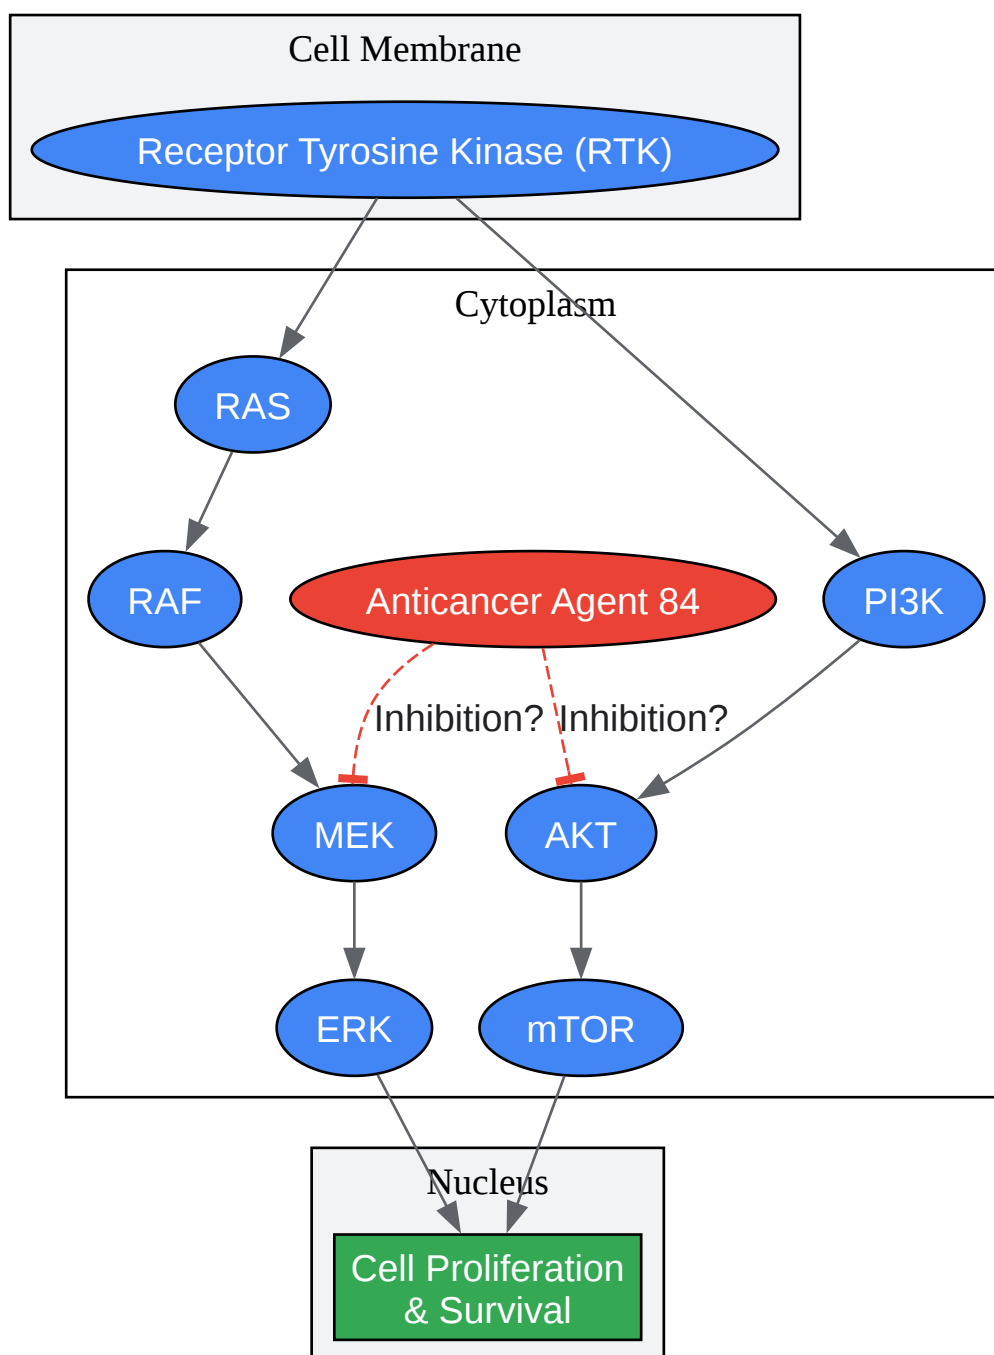 Cell Membrane
Receptor Tyrosine Kinase (RTK)
Cytoplasm
RAS
RAF
Anticancer Agent 84
PI3K
Inhibition?
Inhibition?
MEK
AKT
ERK
mTOR
Nucleus
Cell Proliferation
& Survival